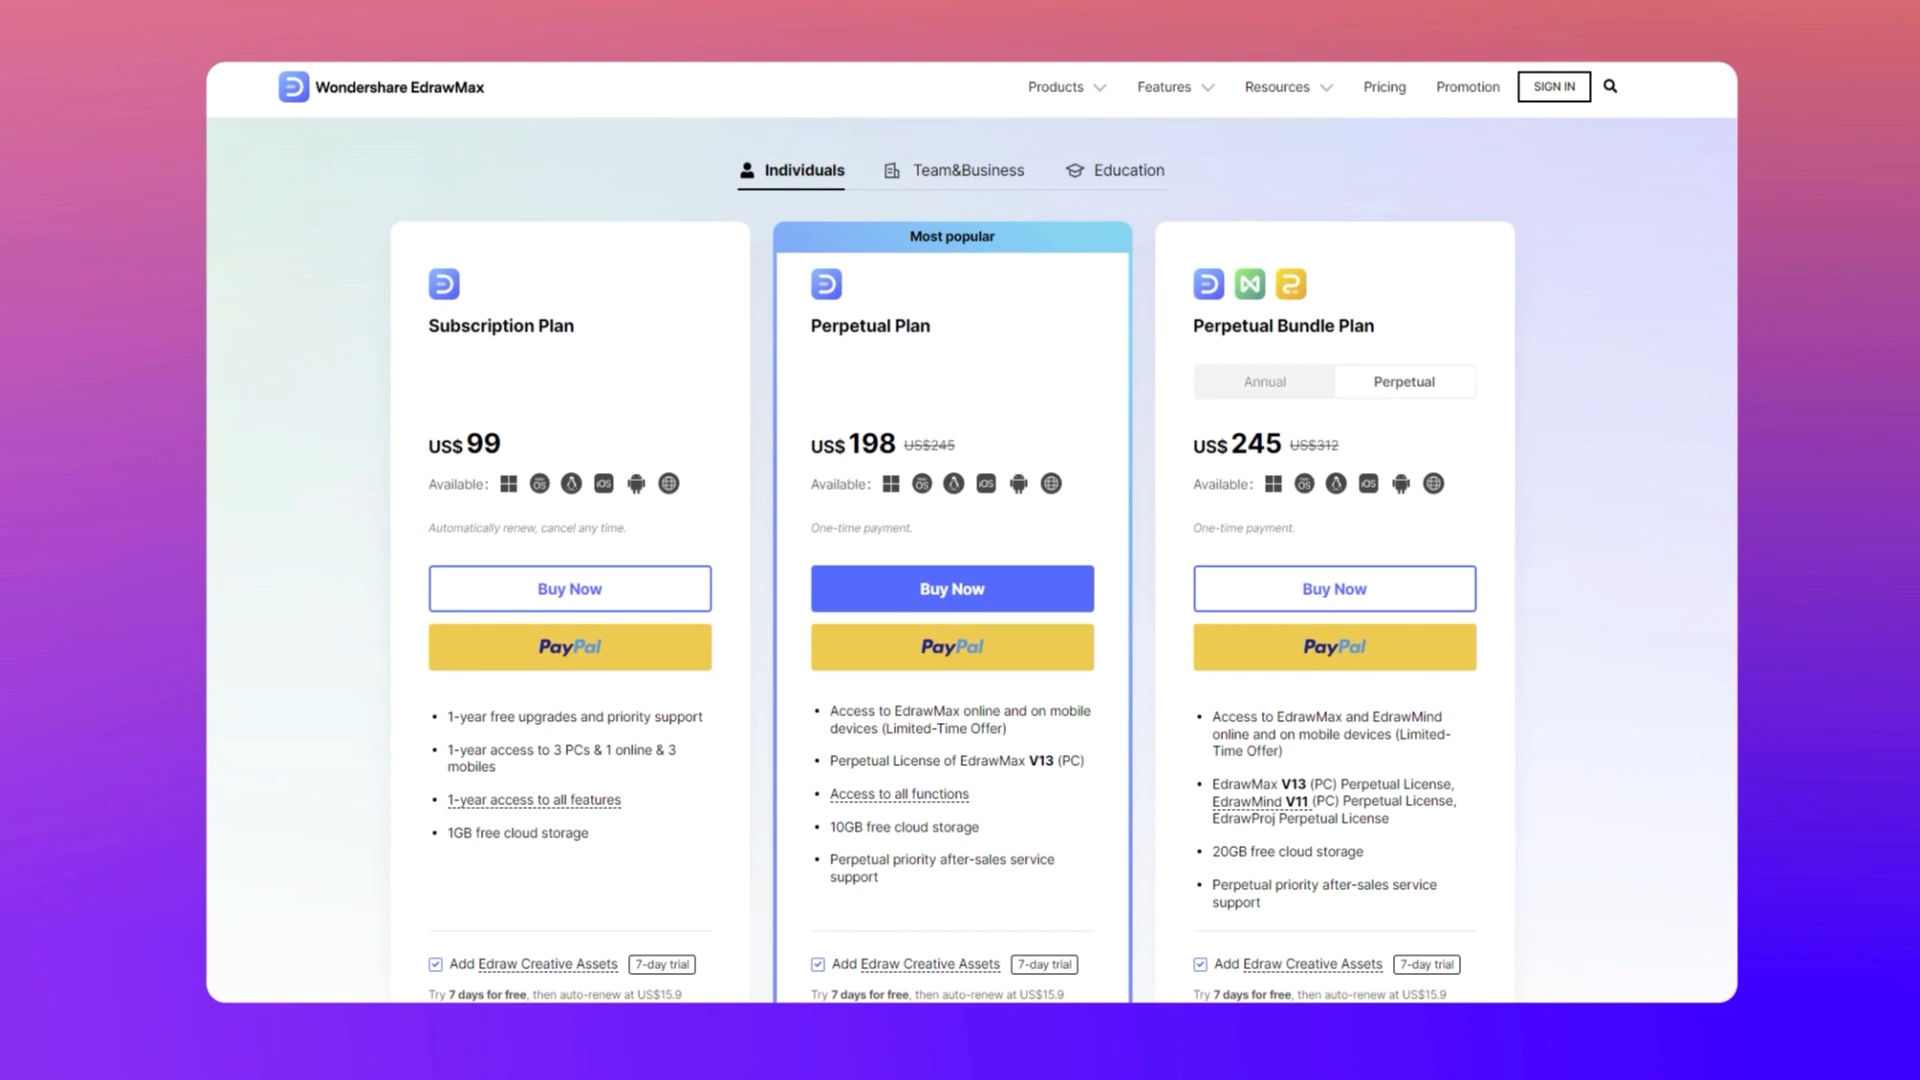 Wondershare EdrawMax
Products Features Resources Pricing Promotion SIGN IN
Individuals Team&Business Education
Subscription Plan
US$ 99
Available:
Automatically renew, cancel any time.
Buy Now
PayPal
• 1-year free upgrades and priority support
• 1-year access to 3 PCs & 1 online & 3
mobiles
• 1-year access to all features
• 1GB free cloud storage
Add Edraw Creative Assets 7-day trial
Try 7 days for free, then auto-renew at US$15.9
Most popular
Perpetual Plan
US$ 198 US$245
Available:
One-time payment.
Buy Now
PayPal
• Access to EdrawMax online and on mobile
devices (Limited-Time Offer)
• Perpetual License of EdrawMax V13 (PC)
• Access to all functions
• 10GB free cloud storage
• Perpetual priority after-sales service
support
Add Edraw Creative Assets 7-day trial
Try 7 days for free, then auto-renew at US$15.9
Perpetual Bundle Plan
Annual Perpetual
US$ 245 US$312
Available:
One-time payment.
Buy Now
PayPal
• Access to EdrawMax and EdrawMind
online and on mobile devices (Limited-
Time Offer)
• EdrawMax V13 (PC) Perpetual License,
EdrawMind V11 (PC) Perpetual License,
EdrawProj Perpetual License
• 20GB free cloud storage
• Perpetual priority after-sales service
support
Add Edraw Creative Assets 7-day trial
Try 7 days for free, then auto-renew at US$15.9